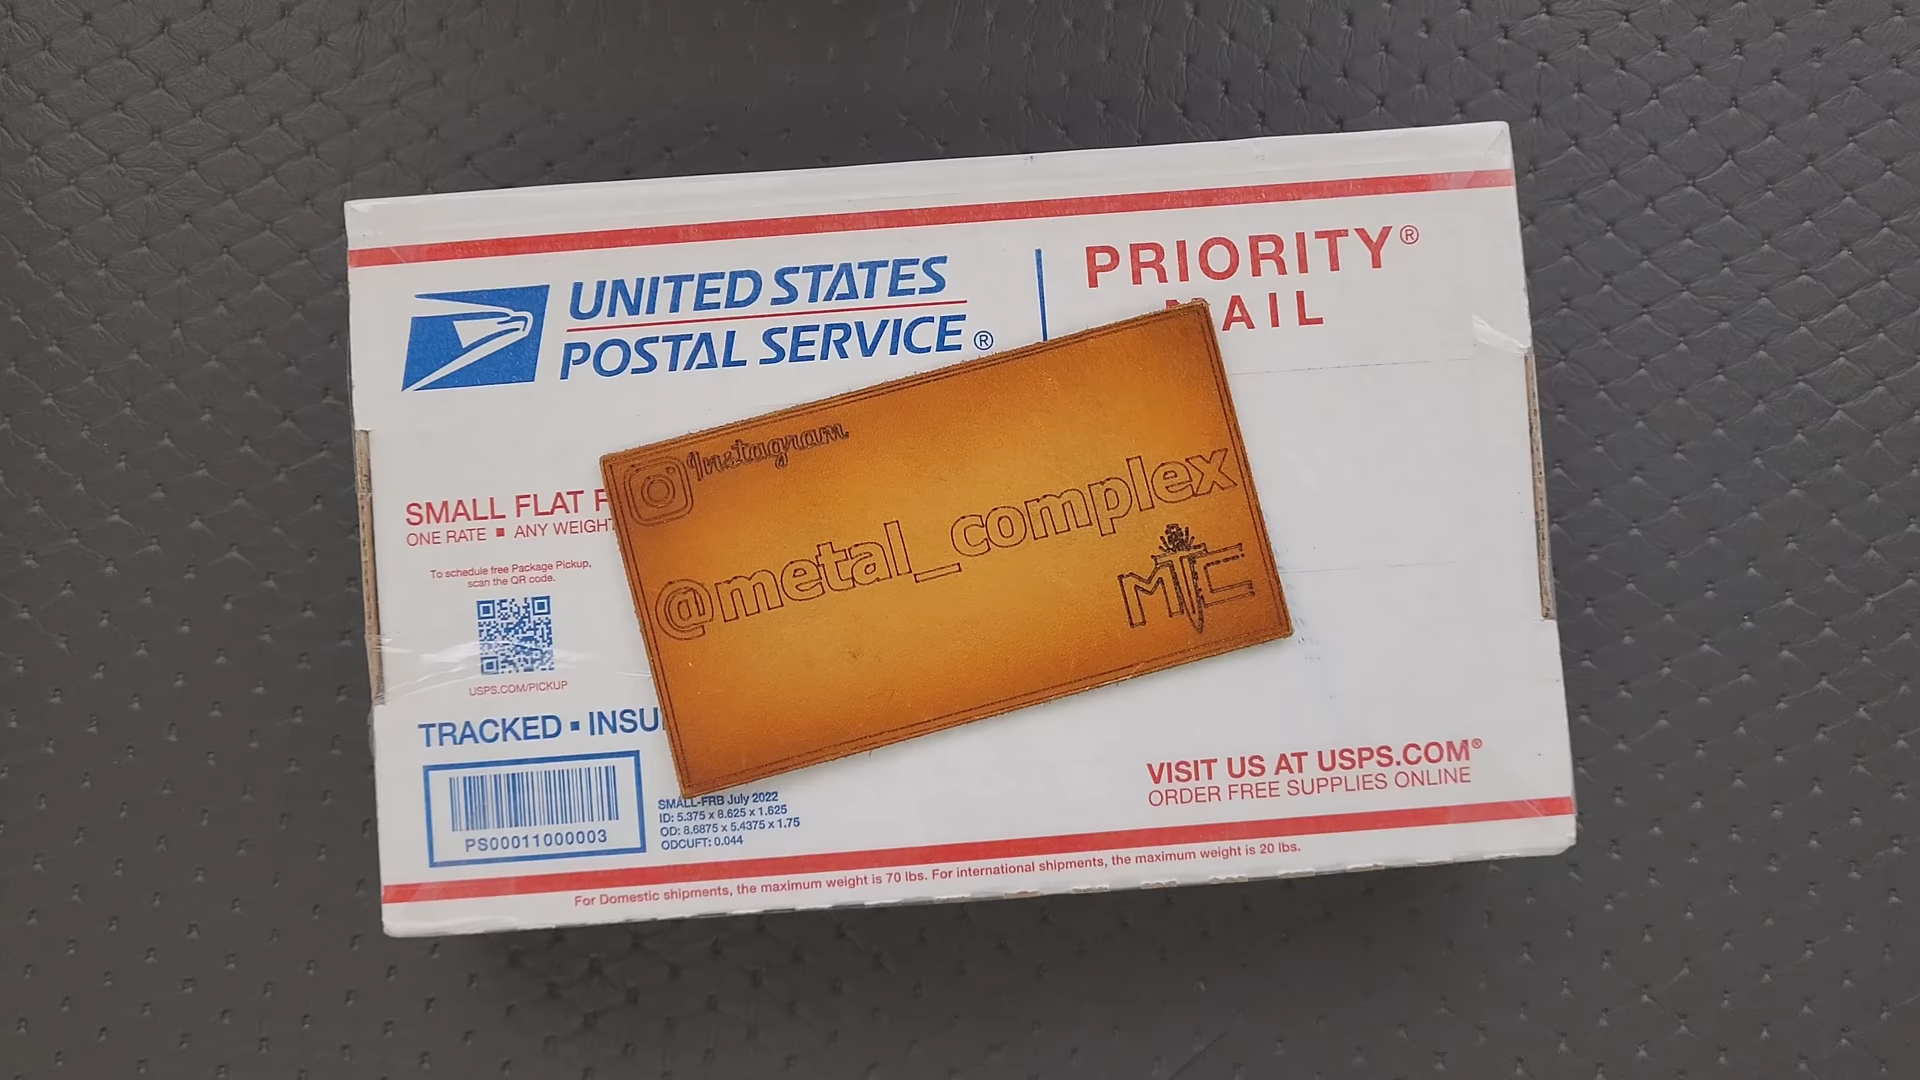 UNITED STATES
POSTAL SERVICE®
PRIORITY®
AIL
Instagram
@metal_complex
MTC
SMALL FLAT
ONE RATE ▪ ANY WEIGHT
To schedule free Package Pickup,
scan the QR code.
USPS.COM/PICKUP
TRACKED ▪ INSU
PS00011000003
SMALL-FRB July 2022
ID: 5.375 x 8.625 x 1.625
OD: 8.6875 x 5.4375 x 1.75
ODCUFT: 0.044
VISIT US AT USPS.COM®
ORDER FREE SUPPLIES ONLINE
For Domestic shipments, the maximum weight is 70 lbs. For international shipments, the maximum weight is 20 lbs.